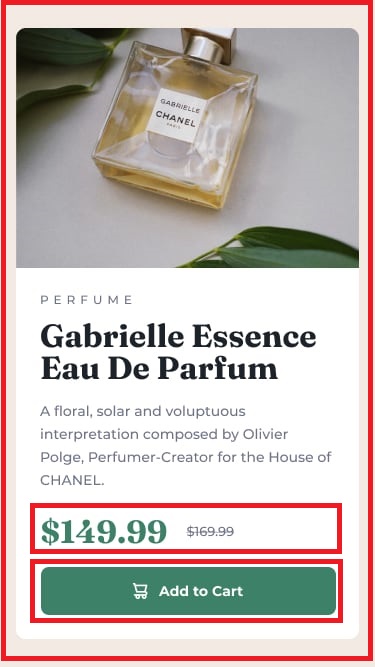 GABRIELLE
CHANEL
PARIS
PERFUME
Gabrielle Essence
Eau De Parfum
A floral, solar and voluptuous
interpretation composed by Olivier
Polge, Perfumer-Creator for the House of
CHANEL.
$149.99 $169.99
Add to Cart